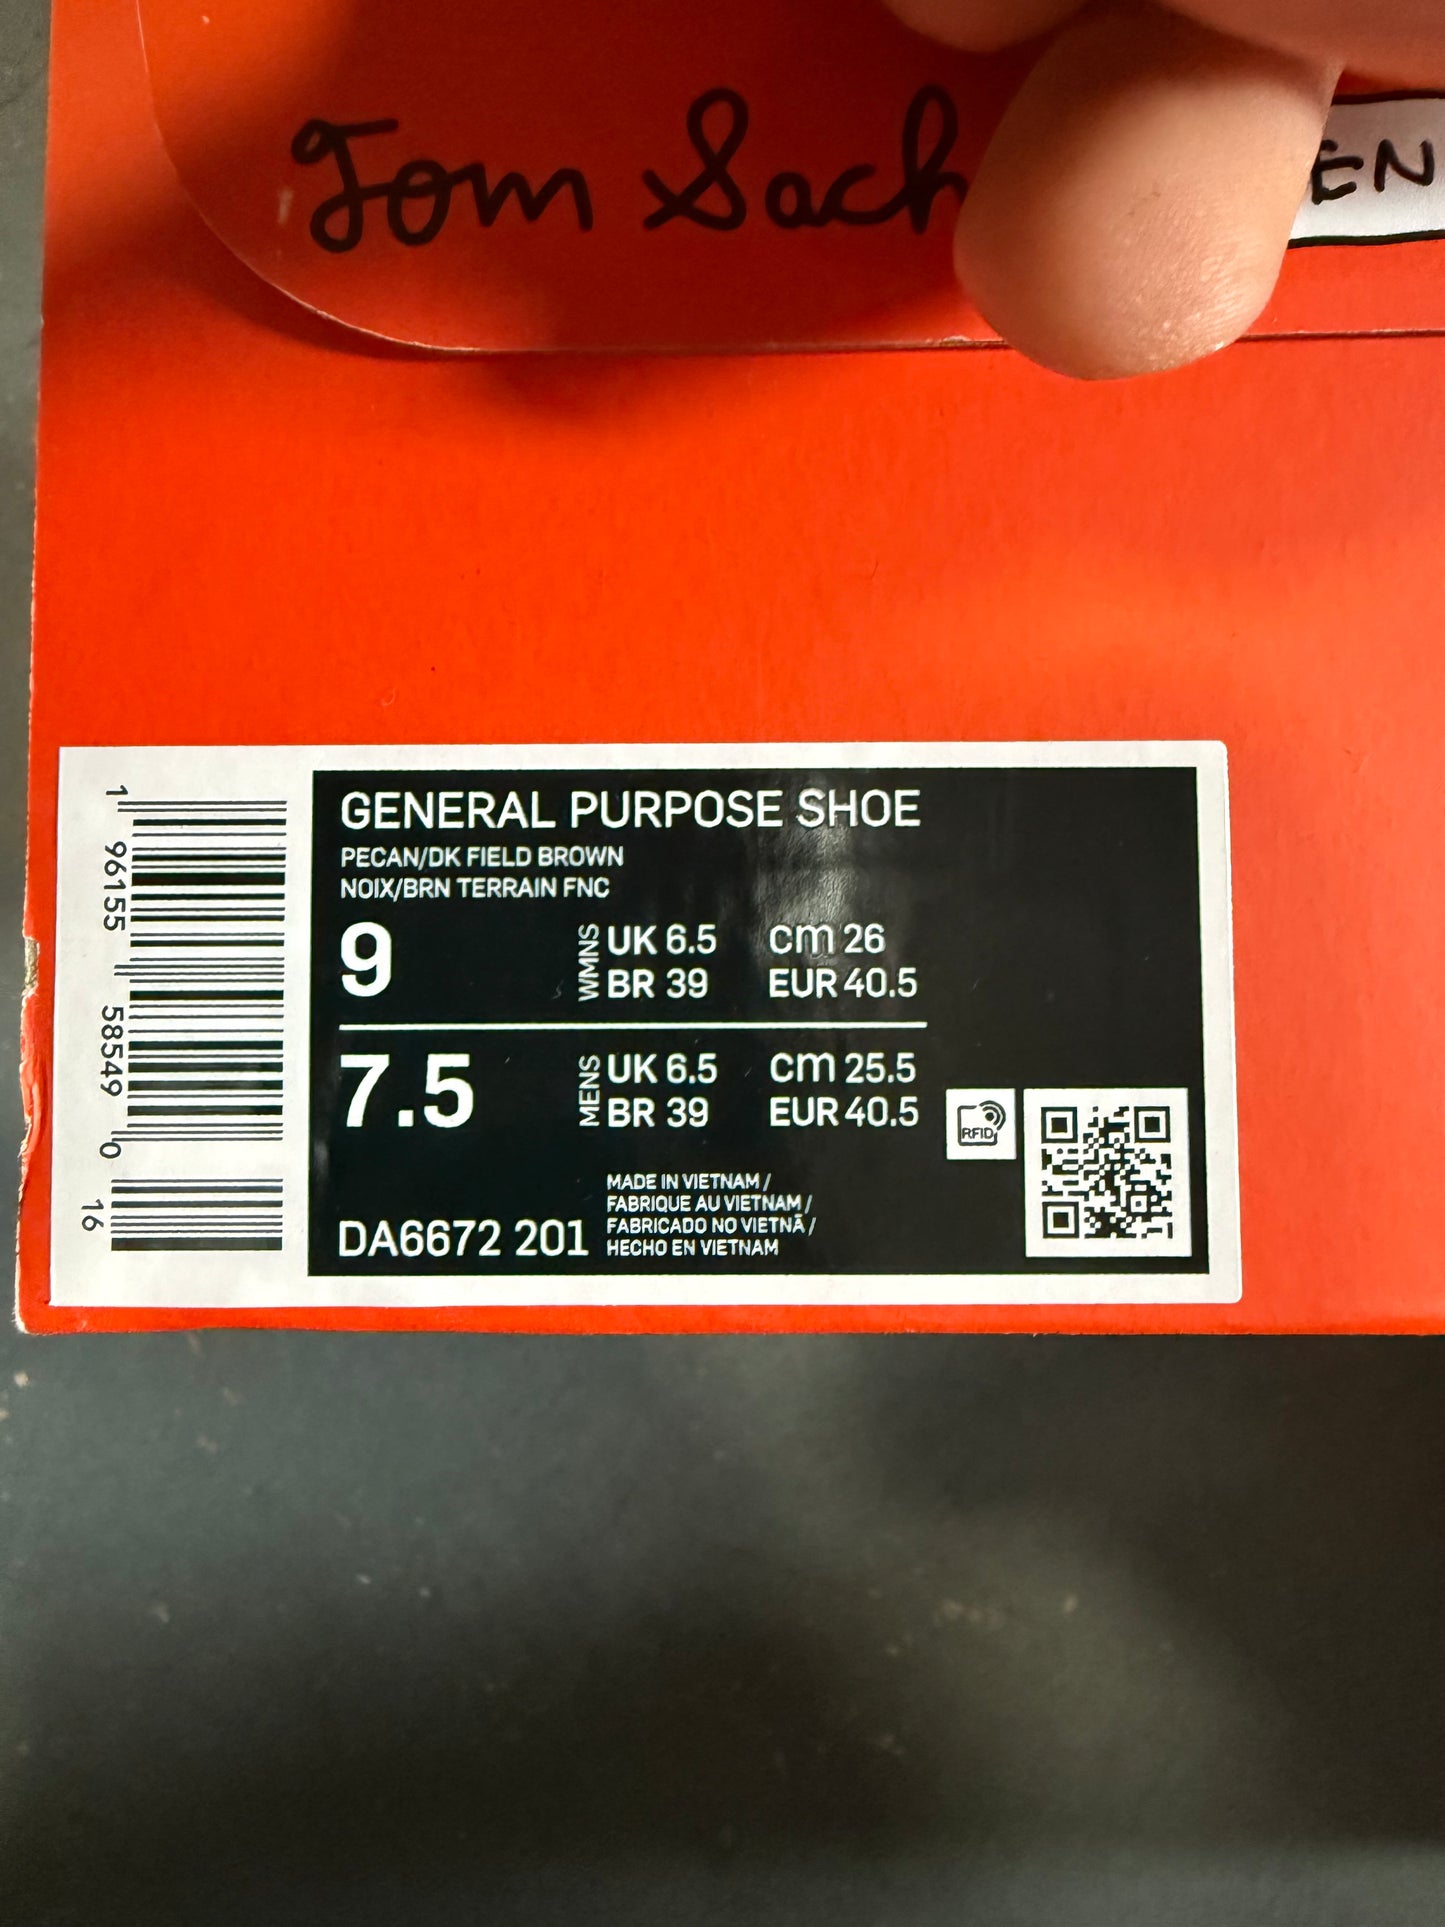 Tom Sach
EN
GENERAL PURPOSE SHOE
PECAN/DK FIELD BROWN
NOIX/BRN TERRAIN FNC
9 WMNS UK 6.5 cm 26
BR 39 EUR 40.5
7.5 MENS UK 6.5 cm 25.5
BR 39 EUR 40.5
RFID
MADE IN VIETNAM /
FABRIQUE AU VIETNAM /
FABRICADO NO VIETNÃ /
HECHO EN VIETNAM
DA6672 201
1 96155 58549 0 16